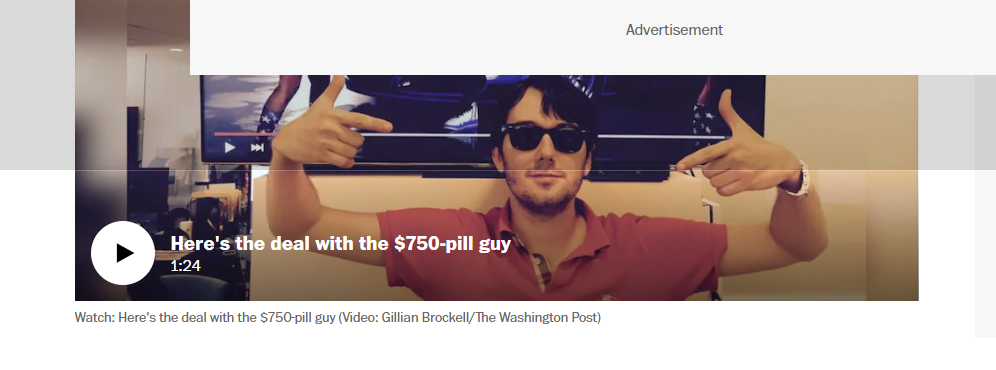 Advertisement
Here's the deal with the $750-pill guy
1:24
Watch: Here's the deal with the $750-pill guy (Video: Gillian Brockell/The Washington Post)